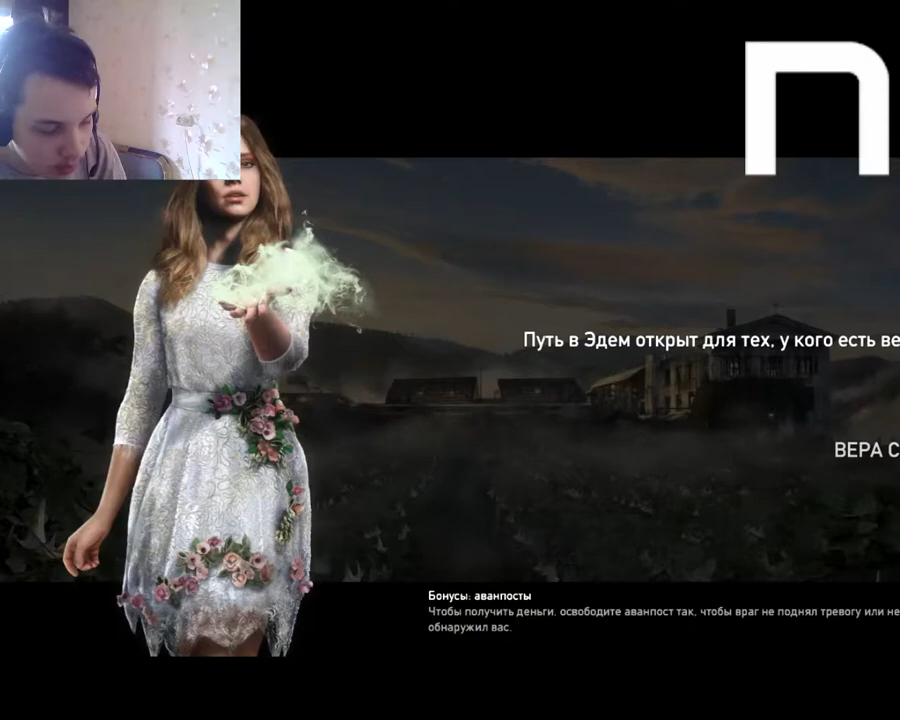 П
Путь в Эдем открыт для тех, у кого есть
ВЕРА
Бонусы: аванпосты
Чтобы получить деньги, освободите аванпост так, чтобы враг не поднял тревогу или не
обнаружил вас.